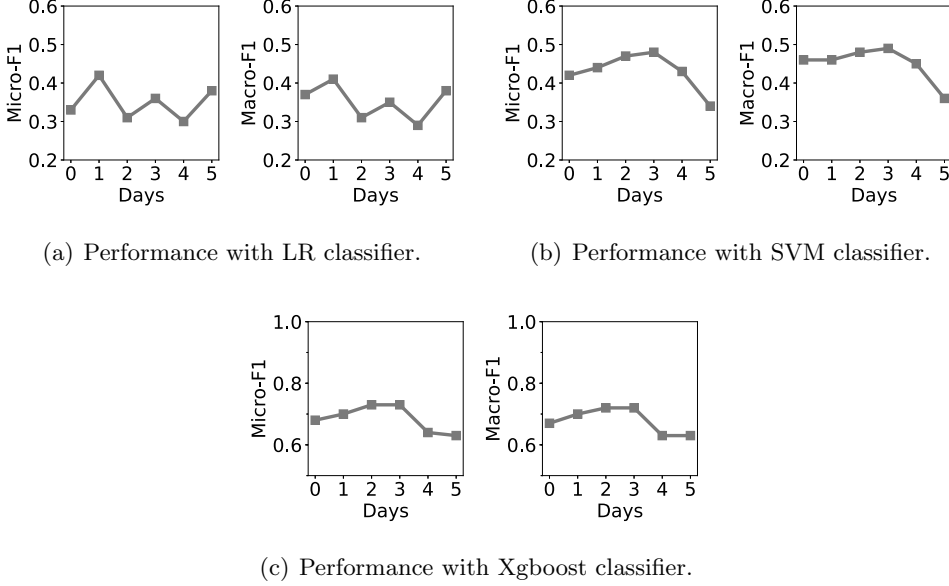 0.6
0.5
0.4
0.3
0.2
Micro-F1
0 1 2 3 4 5
Days
0.6
0.5
0.4
0.3
0.2
Macro-F1
0 1 2 3 4 5
Days
(a) Performance with LR classifier.
0.6
0.5
0.4
0.3
0.2
Micro-F1
0 1 2 3 4 5
Days
0.6
0.5
0.4
0.3
0.2
Macro-F1
0 1 2 3 4 5
Days
(b) Performance with SVM classifier.
1.0
0.8
0.6
Micro-F1
0 1 2 3 4 5
Days
1.0
0.8
0.6
Macro-F1
0 1 2 3 4 5
Days
(c) Performance with Xgboost classifier.